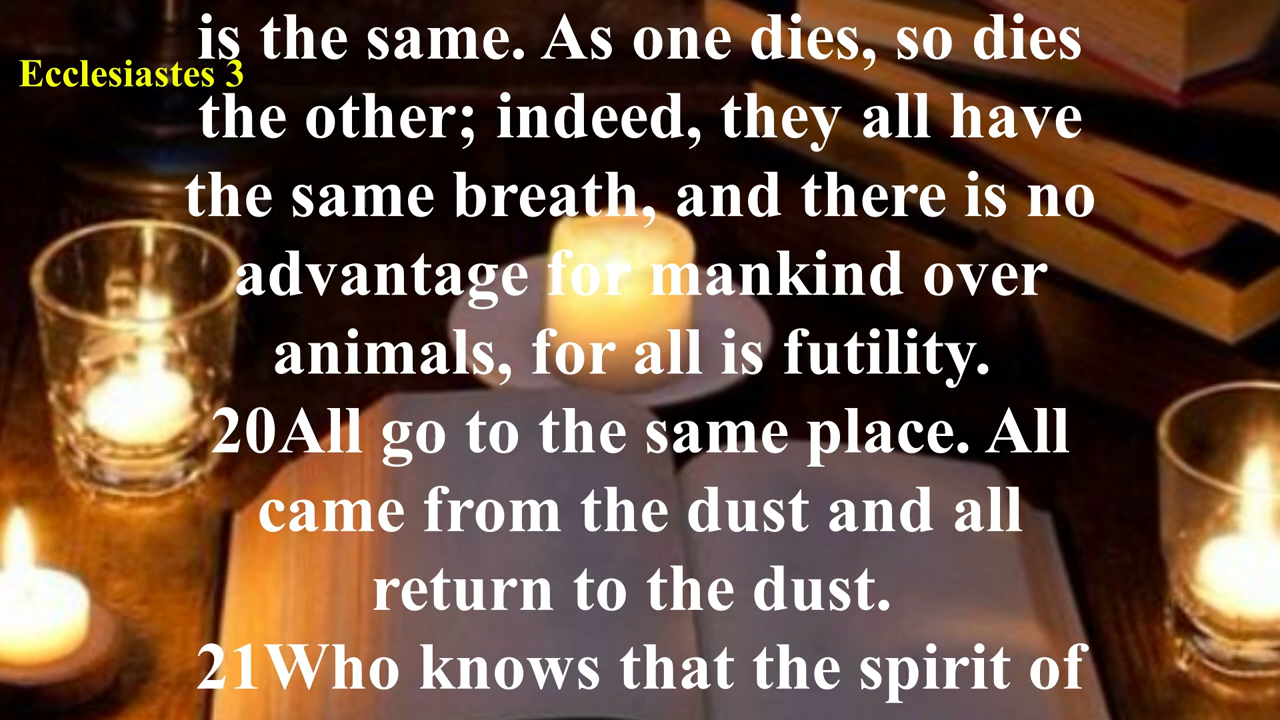 Ecclesiastes 3
is the same. As one dies, so dies
the other; indeed, they all have
the same breath, and there is no
advantage for mankind over
animals, for all is futility.
20All go to the same place. All
came from the dust and all
return to the dust.
21Who knows that the spirit of